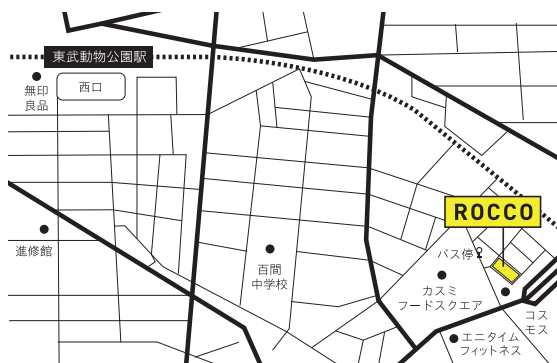 東武動物公園駅
西口
無印
良品
ROCCO
進修館
バス停
百間
中学校
カスミ
フードスクエア
コス
モス
エニタイム
フィットネス